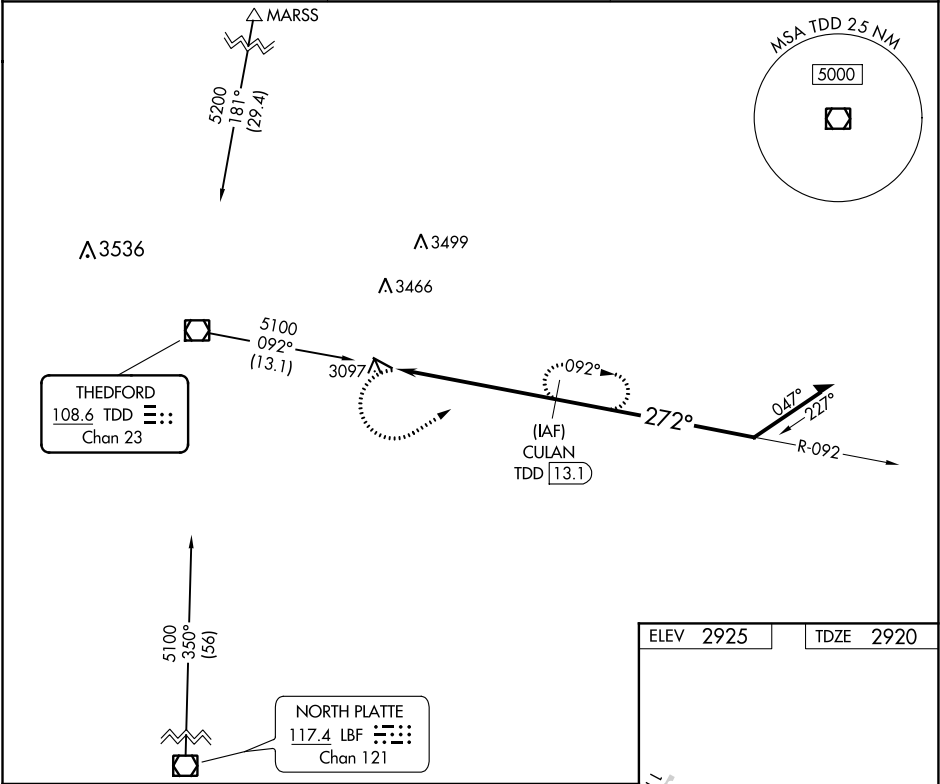 MARSS
MSA TDD 25 NM
5000
5200
181°
(29.4)
3536
3499
3466
5100
092°
(13.1)
3097
THEDFORD
108.6 TDD
Chan 23
092°
272°
(IAF)
CULAN
TDD 13.1
047°
227°
R-092
5100
350°
(56)
NORTH PLATTE
117.4 LBF
Chan 121
ELEV 2925
TDZE 2920